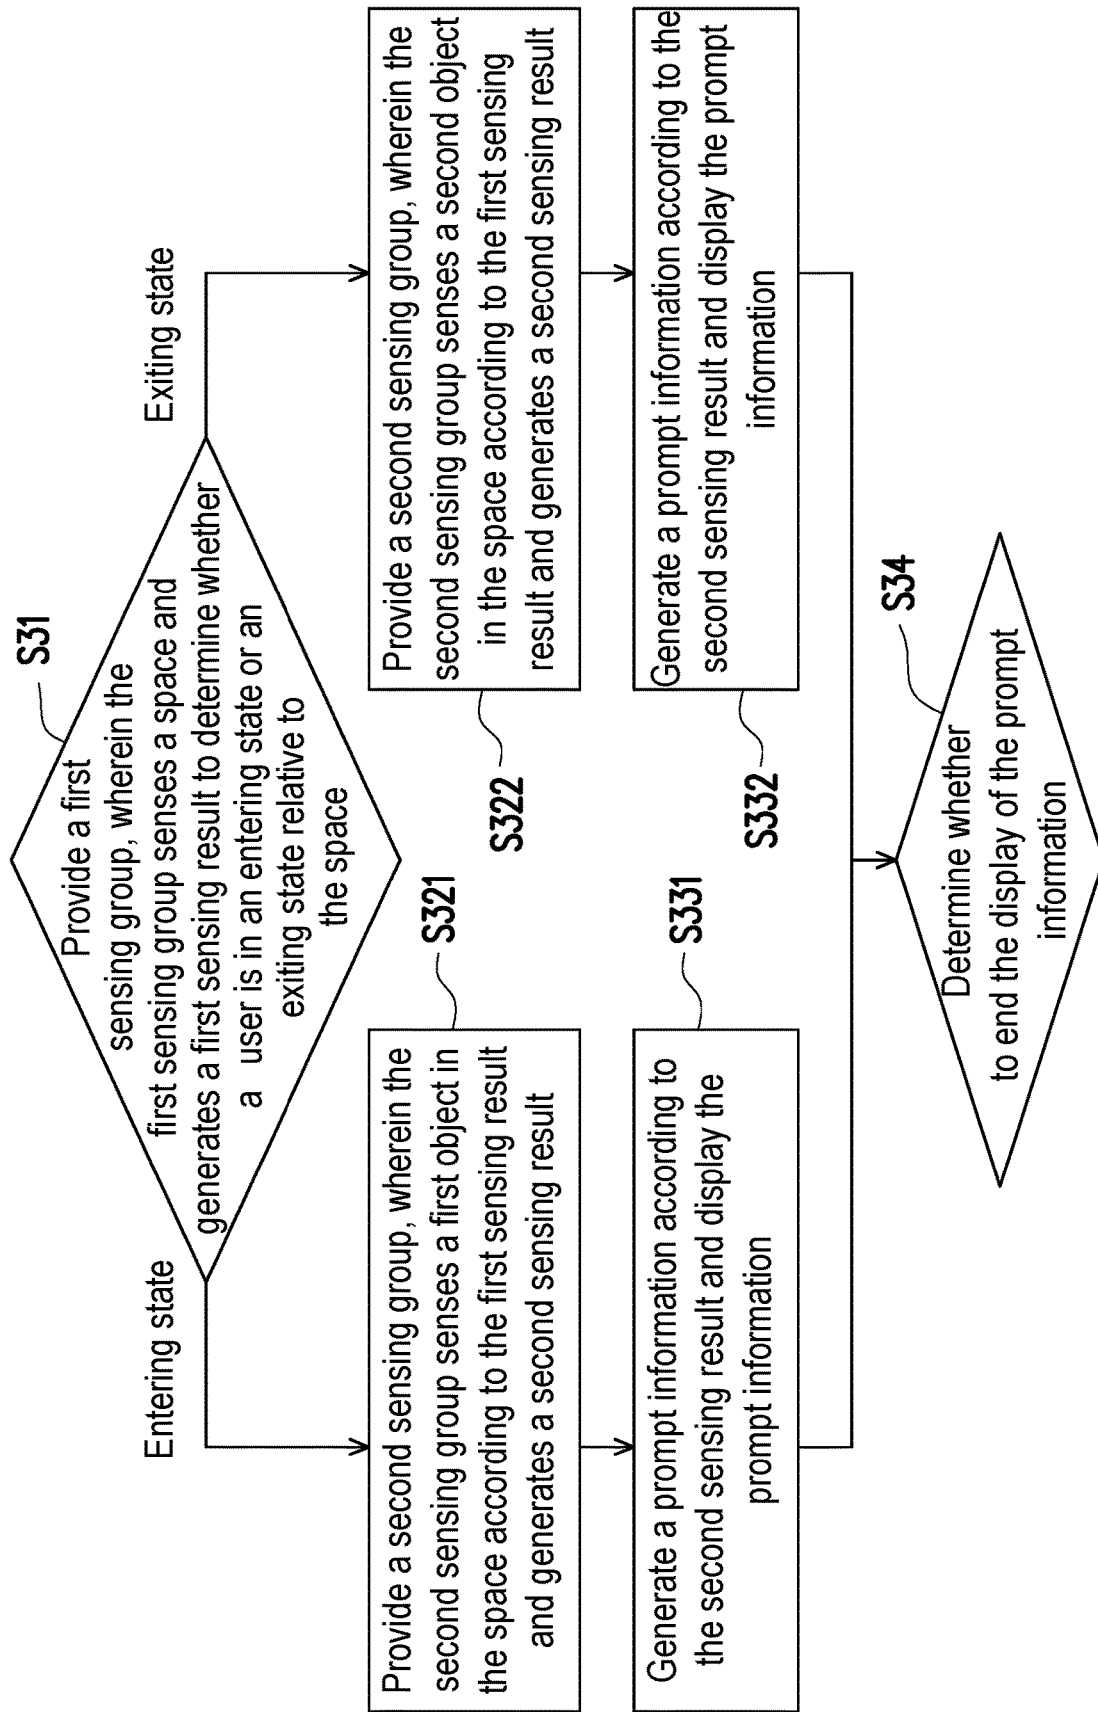 S31
Provide a first
sensing group, wherein the
first sensing group senses a space and
generates a first sensing result to determine whether
a user is in an entering state or an
exiting state relative to
the space
Entering state
Exiting state
S321
Provide a second sensing group, wherein the
second sensing group senses a first object in
the space according to the first sensing result
and generates a second sensing result
S322
Provide a second sensing group, wherein the
second sensing group senses a second object
in the space according to the first sensing
result and generates a second sensing result
S331
Generate a prompt information according to
the second sensing result and display the
prompt information
S332
Generate a prompt information according to the
second sensing result and display the prompt
information
S34
Determine whether
to end the display of the prompt
information